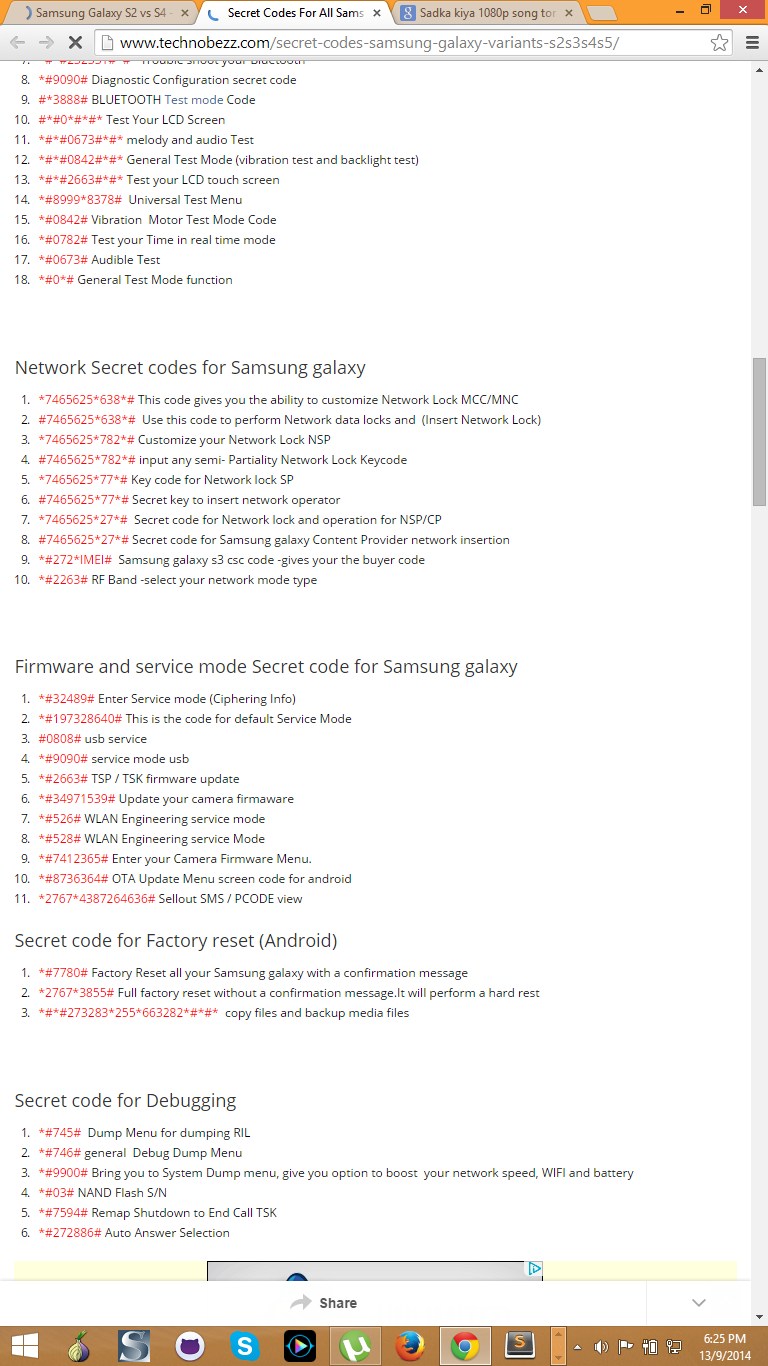 Samsung Galaxy S2 vs S4 -
Secret Codes For All Sams
Sadka kiya 1080p song tor
www.technobezz.com/secret-codes-samsung-galaxy-variants-s2s3s4s5/
8. *#9090# Diagnostic Configuration secret code
9. #*3888# BLUETOOTH Test mode Code
10. #*#0*#*#* Test Your LCD Screen
11. *#*#0673#*#* melody and audio Test
12. *#*#0842#*#* General Test Mode (vibration test and backlight test)
13. *#*#2663#*#* Test your LCD touch screen
14. *#8999*8378# Universal Test Menu
15. *#0842# Vibration Motor Test Mode Code
16. *#0782# Test your Time in real time mode
17. *#0673# Audible Test
18. *#0*# General Test Mode function
Network Secret codes for Samsung galaxy
1. *7465625*638*# This code gives you the ability to customize Network Lock MCC/MNC
2. #7465625*638*# Use this code to perform Network data locks and (Insert Network Lock)
3. *7465625*782*# Customize your Network Lock NSP
4. #7465625*782*# input any semi- Partiality Network Lock Keycode
5. *7465625*77*# Key code for Network lock SP
6. #7465625*77*# Secret key to insert network operator
7. *7465625*27*# Secret code for Network lock and operation for NSP/CP
8. #7465625*27*# Secret code for Samsung galaxy Content Provider network insertion
9. *#272*IMEI# Samsung galaxy s3 csc code -gives your the buyer code
10. *#2263# RF Band -select your network mode type
Firmware and service mode Secret code for Samsung galaxy
1. *#32489# Enter Service mode (Ciphering Info)
2. *#197328640# This is the code for default Service Mode
3. #0808# usb service
4. *#9090# service mode usb
5. *#2663# TSP / TSK firmware update
6. *#34971539# Update your camera firmaware
7. *#526# WLAN Engineering service mode
8. *#528# WLAN Engineering service Mode
9. *#7412365# Enter your Camera Firmware Menu.
10. *#8736364# OTA Update Menu screen code for android
11. *2767*4387264636# Sellout SMS / PCODE view
Secret code for Factory reset (Android)
1. *#7780# Factory Reset all your Samsung galaxy with a confirmation message
2. *2767*3855# Full factory reset without a confirmation message.It will perform a hard rest
3. *#*#273283*255*663282*#*#* copy files and backup media files
Secret code for Debugging
1. *#745# Dump Menu for dumping RIL
2. *#746# general Debug Dump Menu
3. *#9900# Bring you to System Dump menu, give you option to boost your network speed, WIFI and battery
4. *#03# NAND Flash S/N
5. *#7594# Remap Shutdown to End Call TSK
6. *#272886# Auto Answer Selection
Share
6:25 PM
13/9/2014